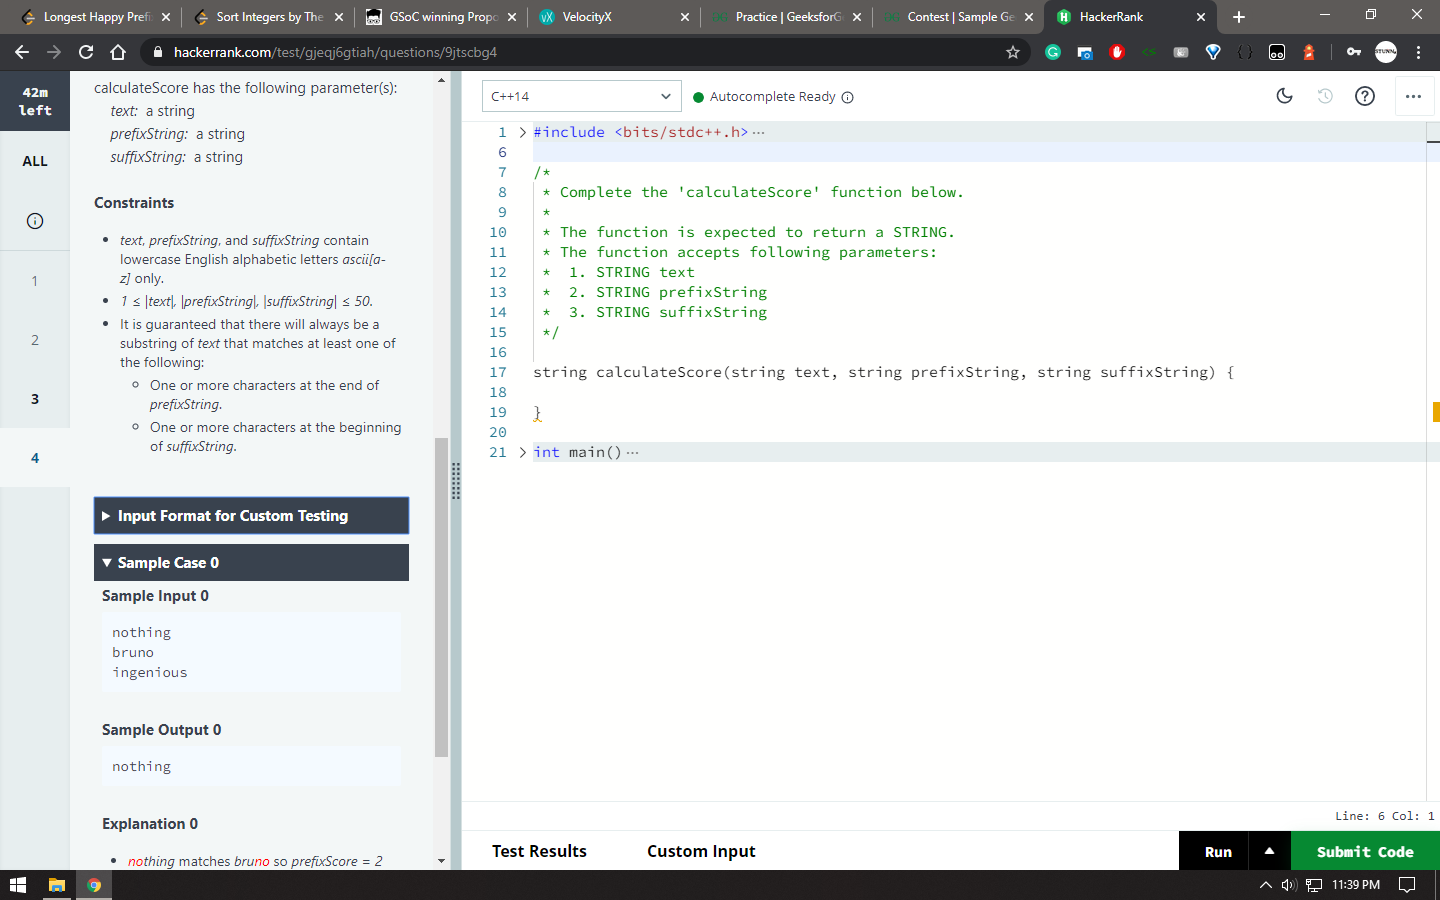 Longest Happy Prefi
Sort Integers by The
GSoC winning Propo
VelocityX
Practice | GeeksforG
Contest | Sample Ge
HackerRank
hackerrank.com/test/gjeqj6gtiah/questions/9jtscbg4
42m
left
ALL
1
2
3
4
calculateScore has the following parameter(s):
text: a string
prefixString: a string
suffixString: a string
Constraints
• text, prefixString, and suffixString contain
lowercase English alphabetic letters ascii[a-
z] only.
• 1 ≤ |text|, |prefixString|, |suffixString| ≤ 50.
• It is guaranteed that there will always be a
substring of text that matches at least one of
the following:
One or more characters at the end of
prefixString.
One or more characters at the beginning
of suffixString.
Input Format for Custom Testing
Sample Case 0
Sample Input 0
nothing
bruno
ingenious
Sample Output 0
nothing
Explanation 0
• nothing matches bruno so prefixScore = 2
C++14
Autocomplete Ready
1 #include <bits/stdc++.h> ···
6
7 /*
8 * Complete the 'calculateScore' function below.
9 *
10 * The function is expected to return a STRING.
11 * The function accepts following parameters:
12 * 1. STRING text
13 * 2. STRING prefixString
14 * 3. STRING suffixString
15 */
16
17 string calculateScore(string text, string prefixString, string suffixString) {
18
19 }
20
21 int main() ···
Line: 6 Col: 1
Test Results
Custom Input
Run
Submit Code
11:39 PM